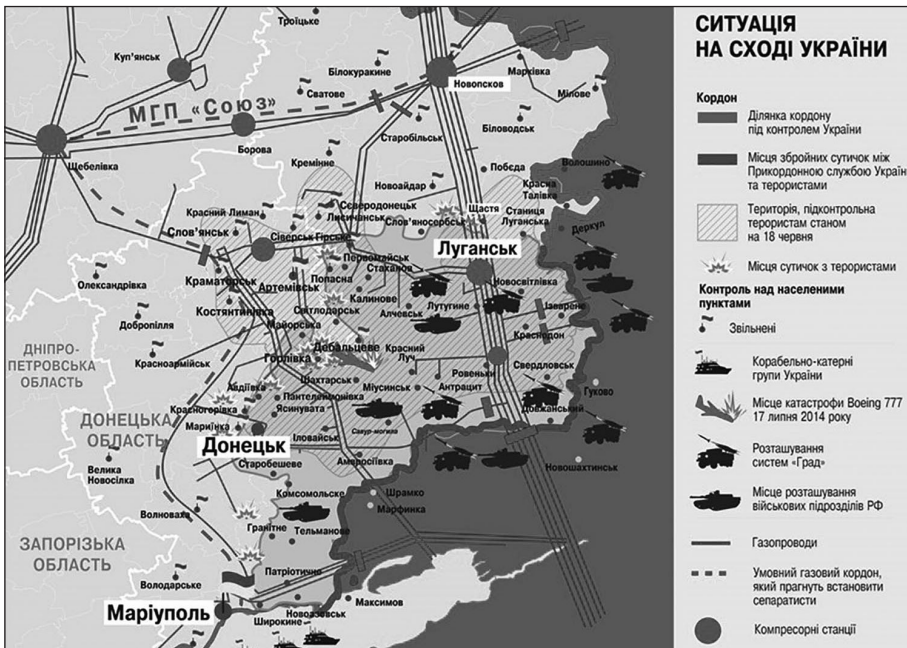 СИТУАЦІЯ
НА СХОДІ УКРАЇНИ
Кордон
Ділянка кордону
під контролем України
Місця збройних сутичок між
Прикордонною службою Україн
та терористами
Територія, підконтрольна
терористам станом
на 18 червня
Місця сутичок з терористами
Контроль над населеними
пунктами
Звільнені
Корабельно-катерні
групи України
Місце катастрофи Boeing 777
17 липня 2014 року
Розташування
систем «Град»
Місце розташування
військових підрозділів РФ
Газопроводи
Умовний газовий кордон,
який прагнуть встановити
сепаратисти
Компресорні станції
Троїцьке
Куп'янськ
Білокуракине
Сватове
Новопсков
Марківка
Мілове
МГП «Союз»
Старобільськ
Біловодськ
Борова
Щебелівка
Кремінне
Новоайдар
Побєда
Волошино
Красна
Талівка
Сєвєродонецьк
Лисичанськ
Красний Лиман
Щастя
Слов'яносербськ
Станиця
Луганська
Деркул
Слов'янськ
Сіверськ
Гірське
Луганськ
Первомайськ
Стаханов
Попасна
Олександрівка
Краматорськ
Артемівськ
Новосвітлівка
Калинове
Костянтинівка
Світлодарськ
Алчевськ
Лутугине
Ізварене
Добропілля
Майорська
Краснодон
Дебальцеве
Красний
Луч
ДНІПРО-
ПЕТРОВСЬКА
ОБЛАСТЬ
Красноармійськ
Горлівка
Ровеньки
Свердловськ
Шахтарськ
Міусинськ
Антрацит
Гуково
Авдіївка
Пантелеймонівка
Довжанський
Красногорівка
Ясинувата
ДОНЕЦЬКА
ОБЛАСТЬ
Мар'їнка
Савур-могила
Донецьк
Іловайськ
Велика
Новосілка
Старобешеве
Амвросіївка
Новошахтинськ
Комсомольске
Шрамко
Марфинка
Волноваха
Гранітне
Тельманове
ЗАПОРІЗЬКА
ОБЛАСТЬ
Володарське
Патріотичне
Маріуполь
Новоазовськ
Максимов
Широкине